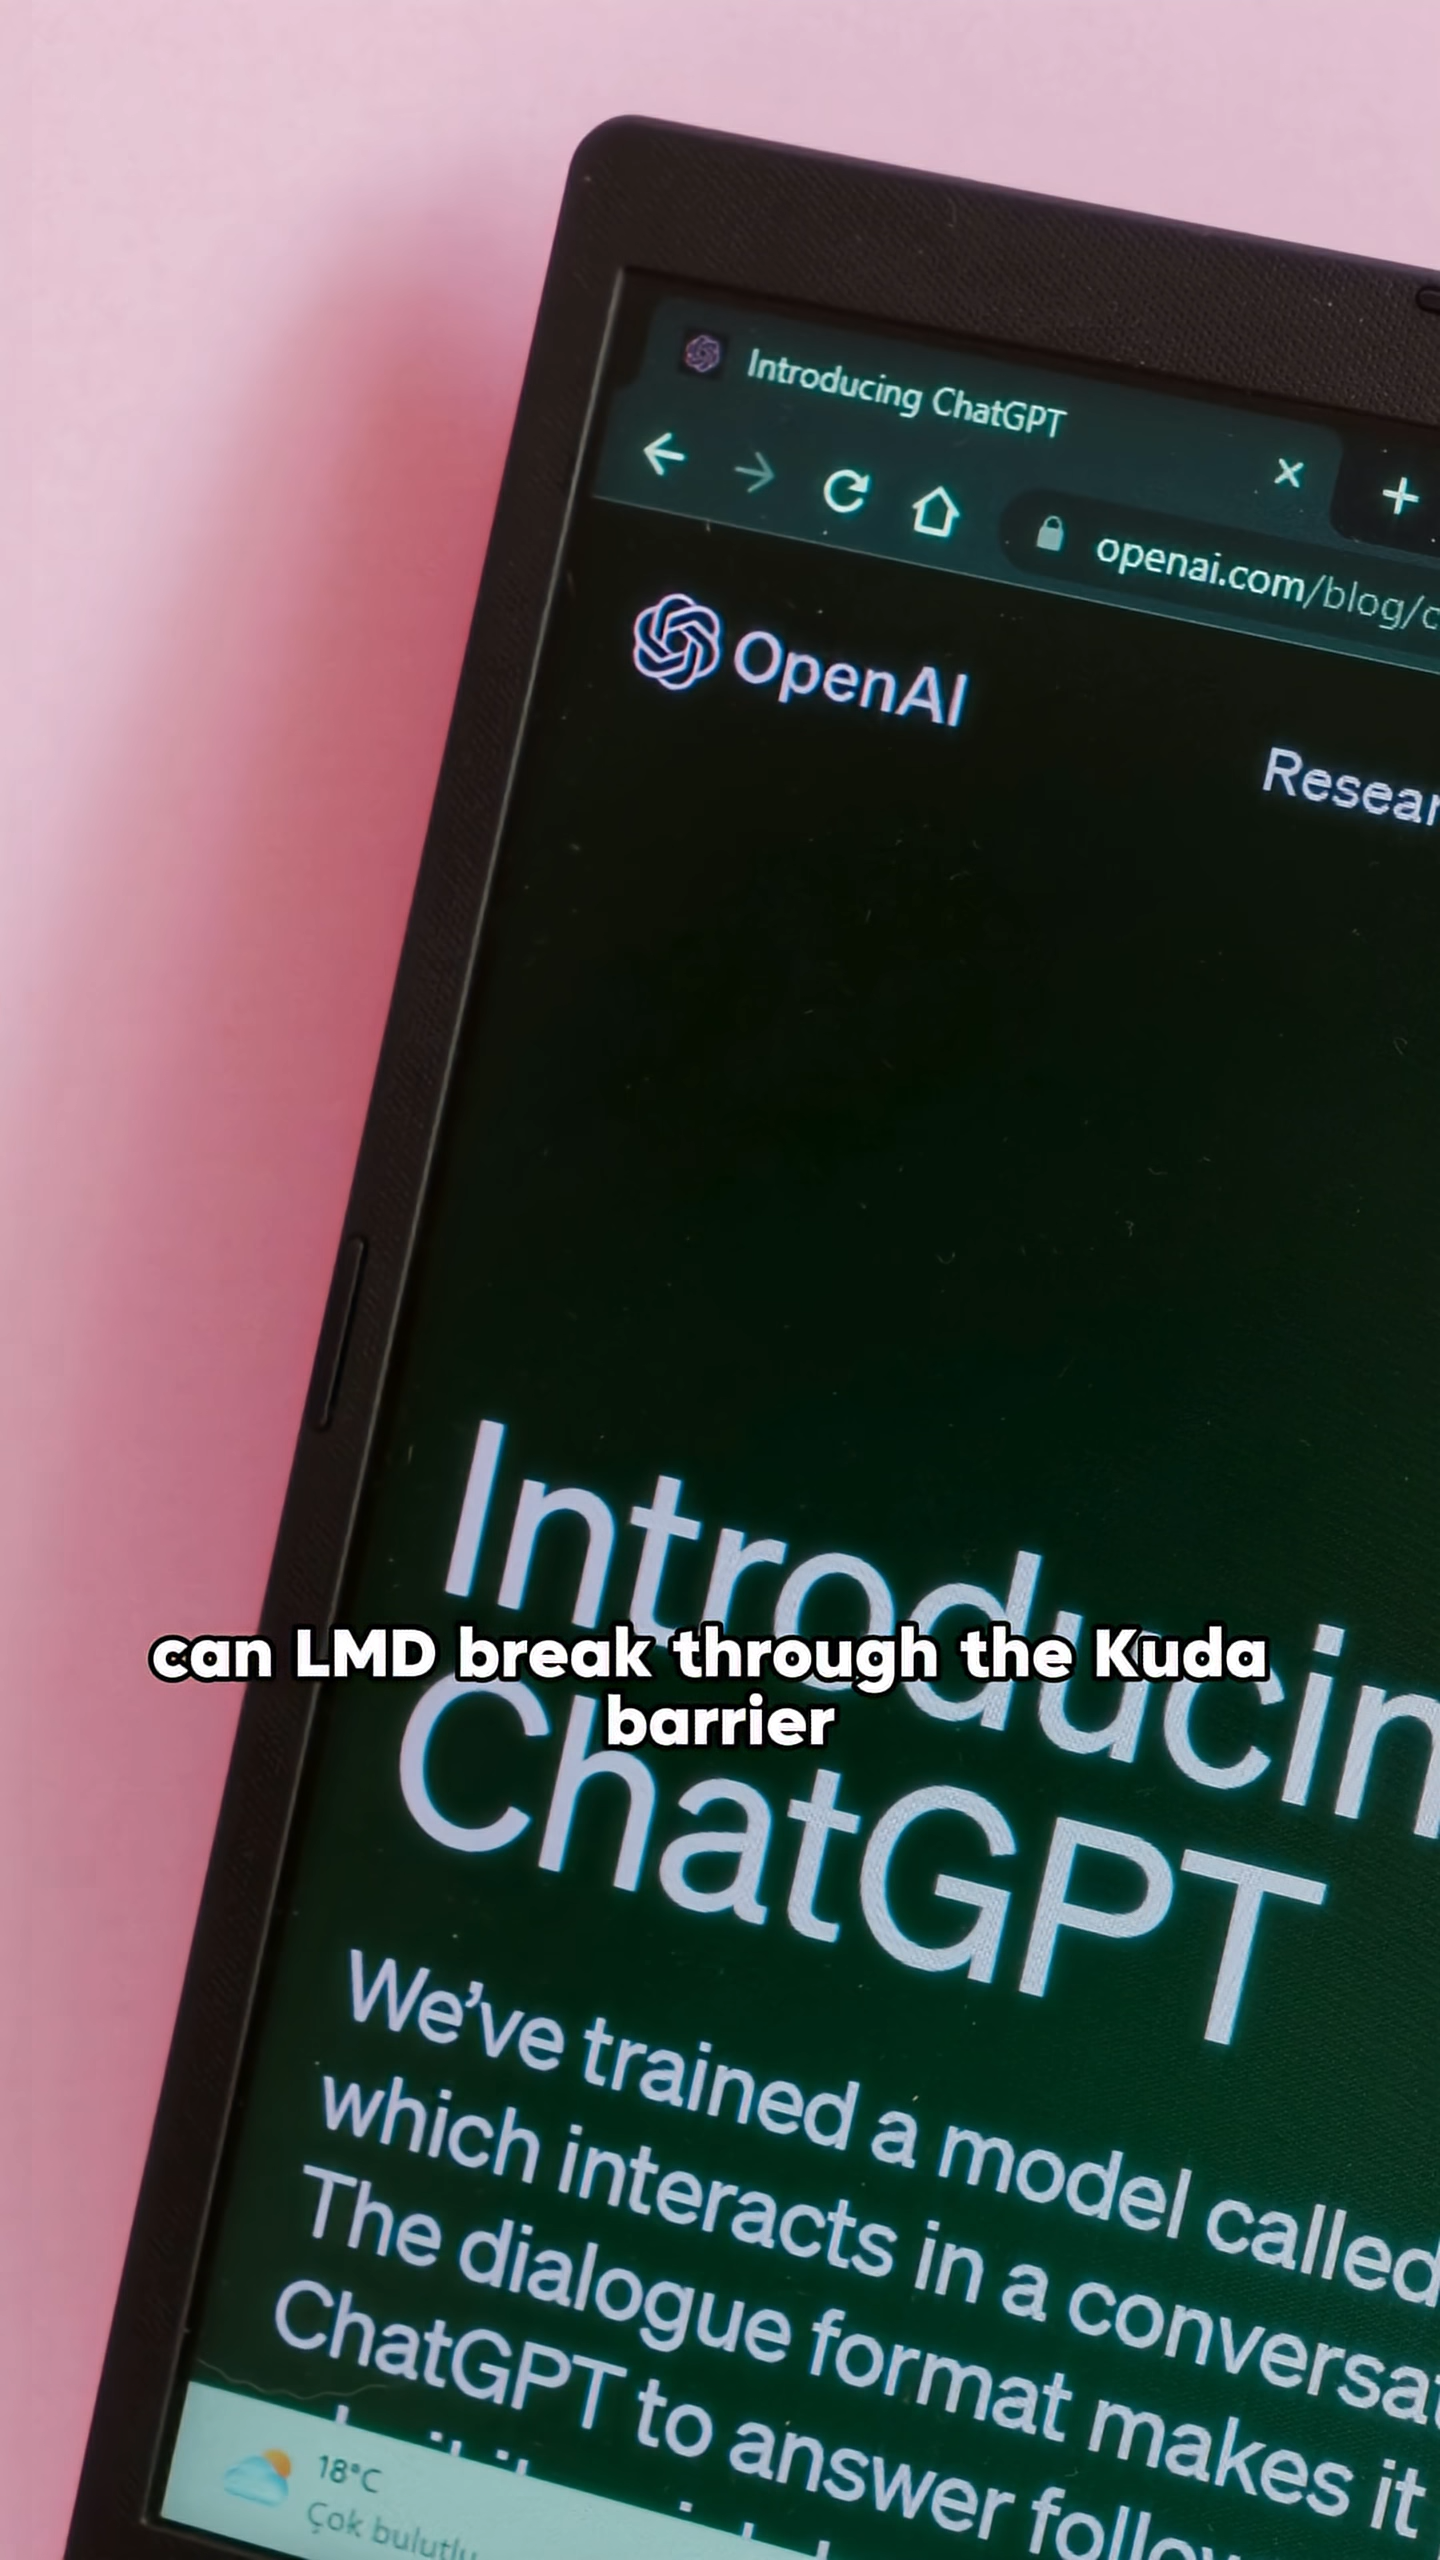 Introducing ChatGPT
openai.com/blog/c
OpenAI
Resear
Introducin
ChatGPT
can LMD break through the Kuda
barrier
We've trained a model called
which interacts in a conversat
The dialogue format makes it
ChatGPT to answer follow
18°C
Çok bulutlu